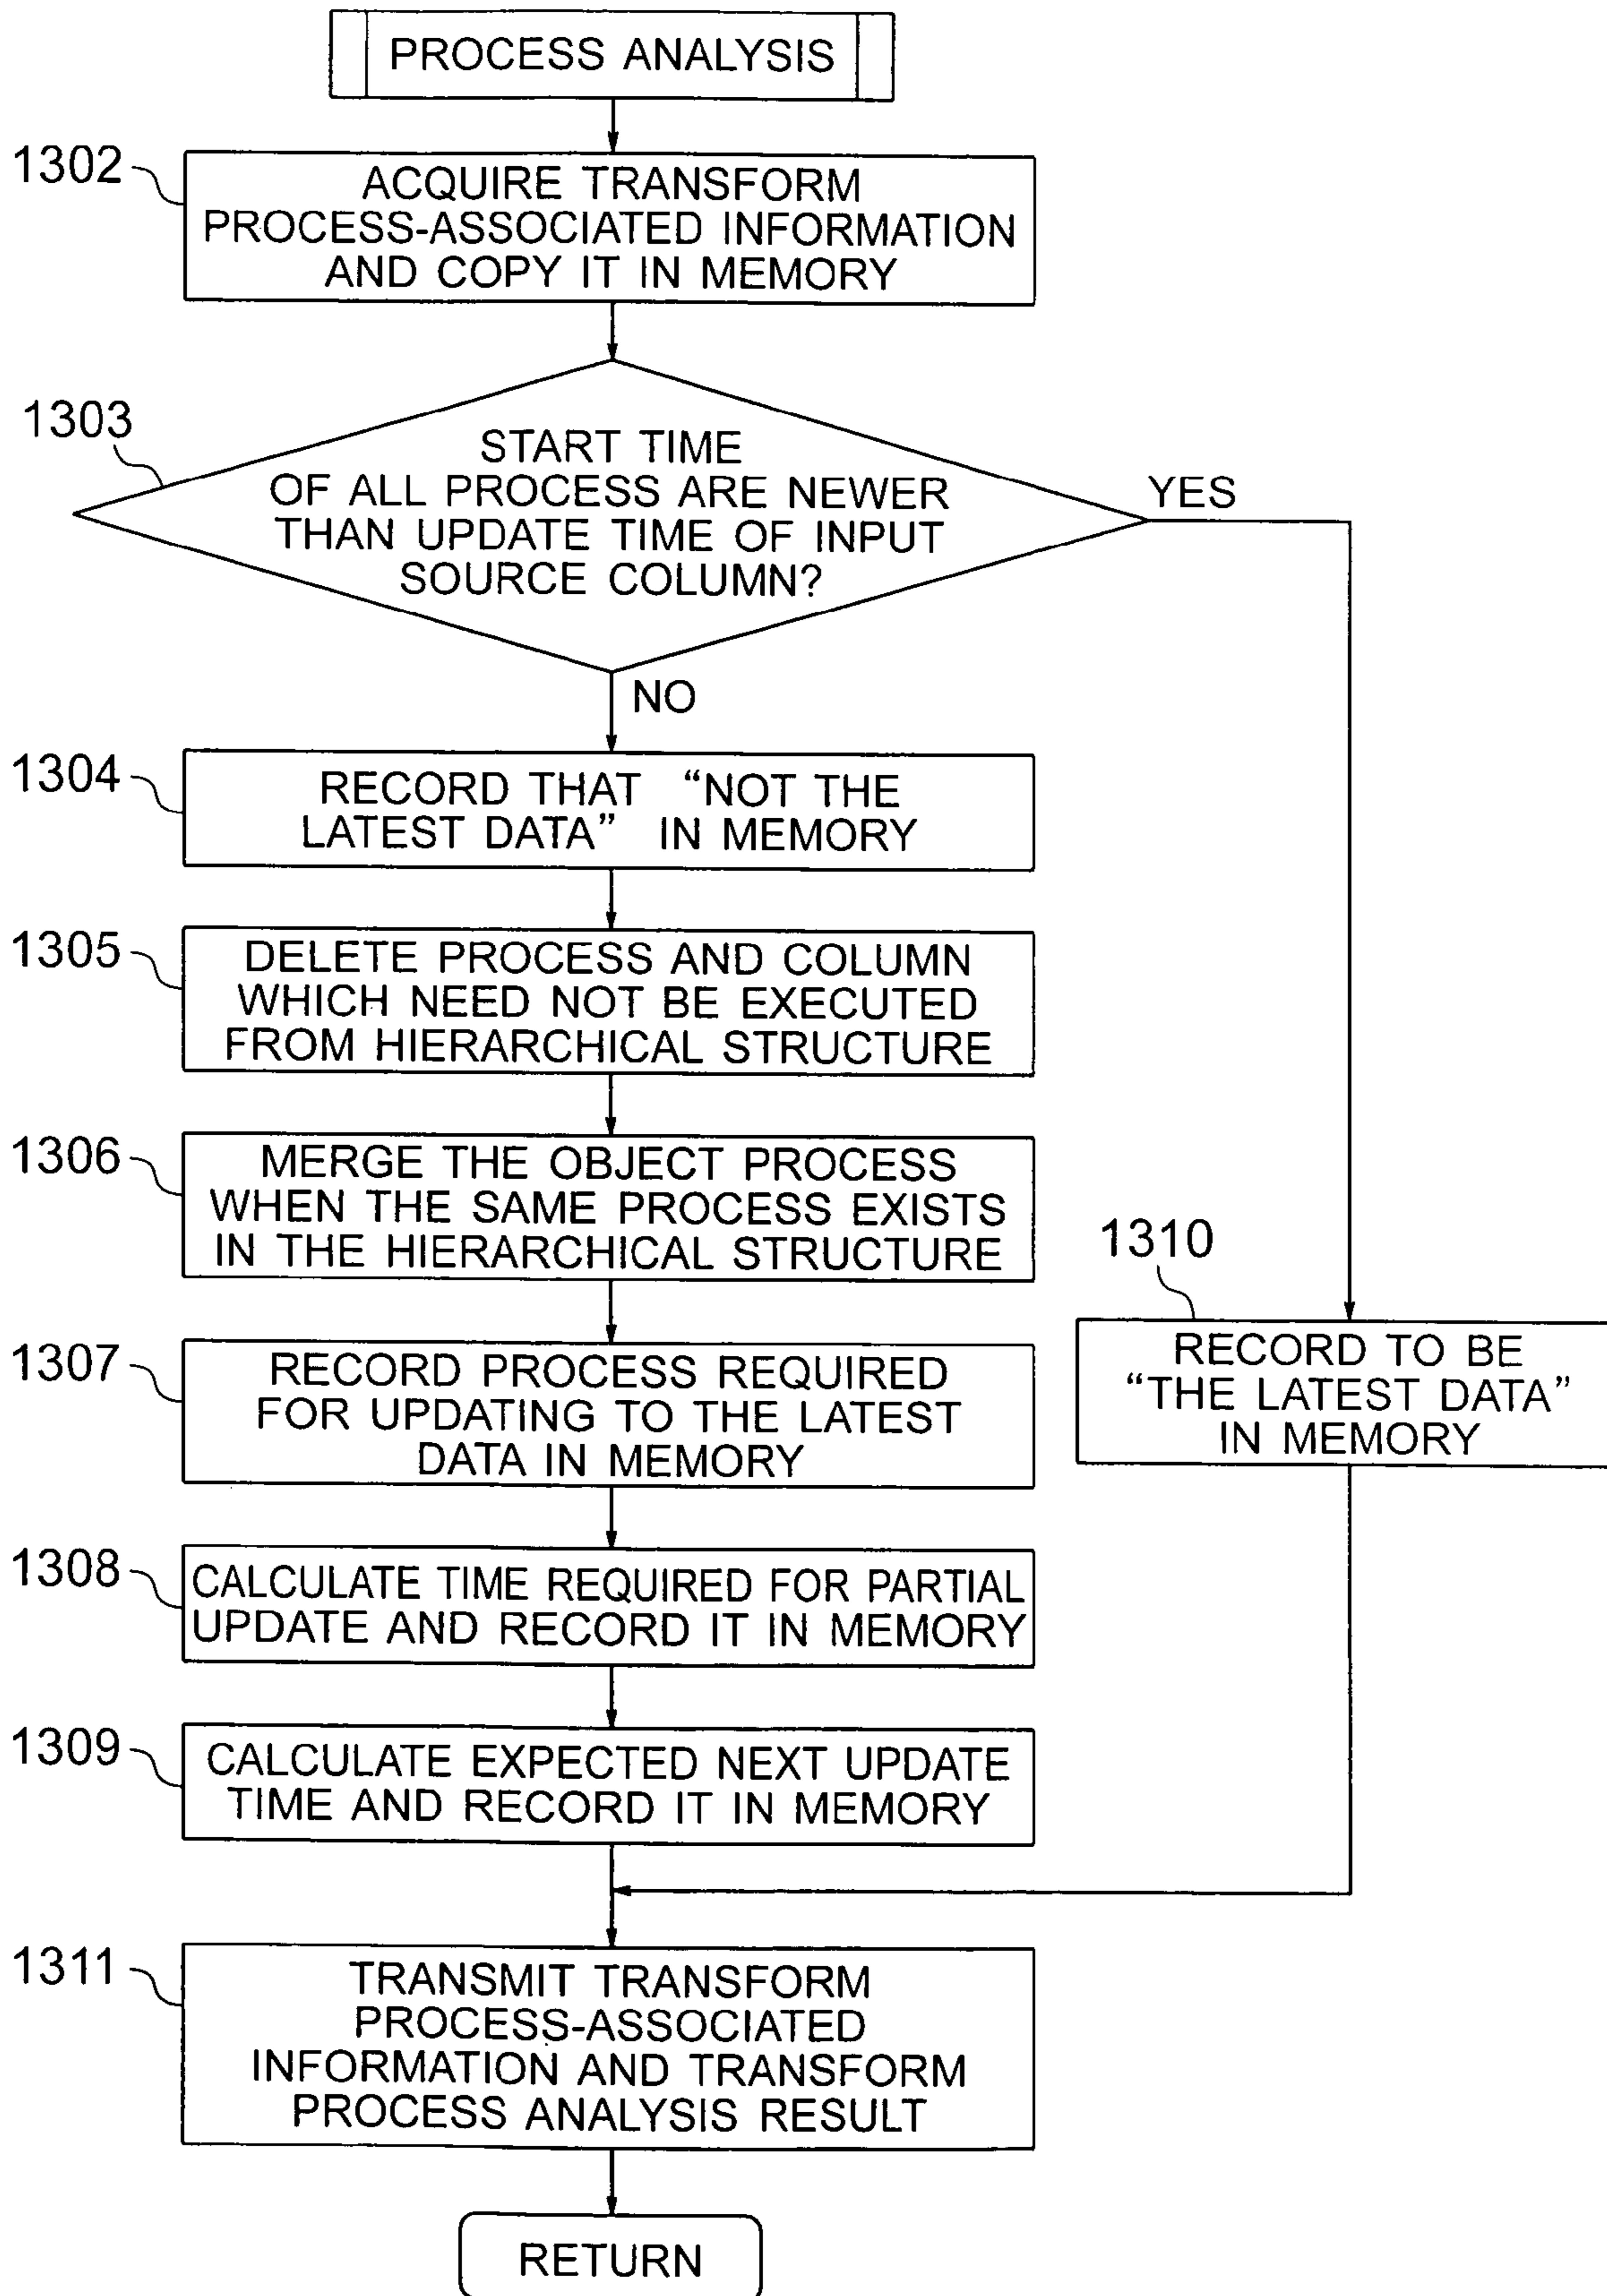 PROCESS ANALYSIS
1302
ACQUIRE TRANSFORM
PROCESS-ASSOCIATED INFORMATION
AND COPY IT IN MEMORY
1303
START TIME
OF ALL PROCESS ARE NEWER
THAN UPDATE TIME OF INPUT
SOURCE COLUMN?
YES
NO
1304
RECORD THAT “NOT THE
LATEST DATA” IN MEMORY
1305
DELETE PROCESS AND COLUMN
WHICH NEED NOT BE EXECUTED
FROM HIERARCHICAL STRUCTURE
1306
MERGE THE OBJECT PROCESS
WHEN THE SAME PROCESS EXISTS
IN THE HIERARCHICAL STRUCTURE
1310
RECORD TO BE
“THE LATEST DATA”
IN MEMORY
1307
RECORD PROCESS REQUIRED
FOR UPDATING TO THE LATEST
DATA IN MEMORY
1308
CALCULATE TIME REQUIRED FOR PARTIAL
UPDATE AND RECORD IT IN MEMORY
1309
CALCULATE EXPECTED NEXT UPDATE
TIME AND RECORD IT IN MEMORY
1311
TRANSMIT TRANSFORM
PROCESS-ASSOCIATED
INFORMATION AND TRANSFORM
PROCESS ANALYSIS RESULT
RETURN